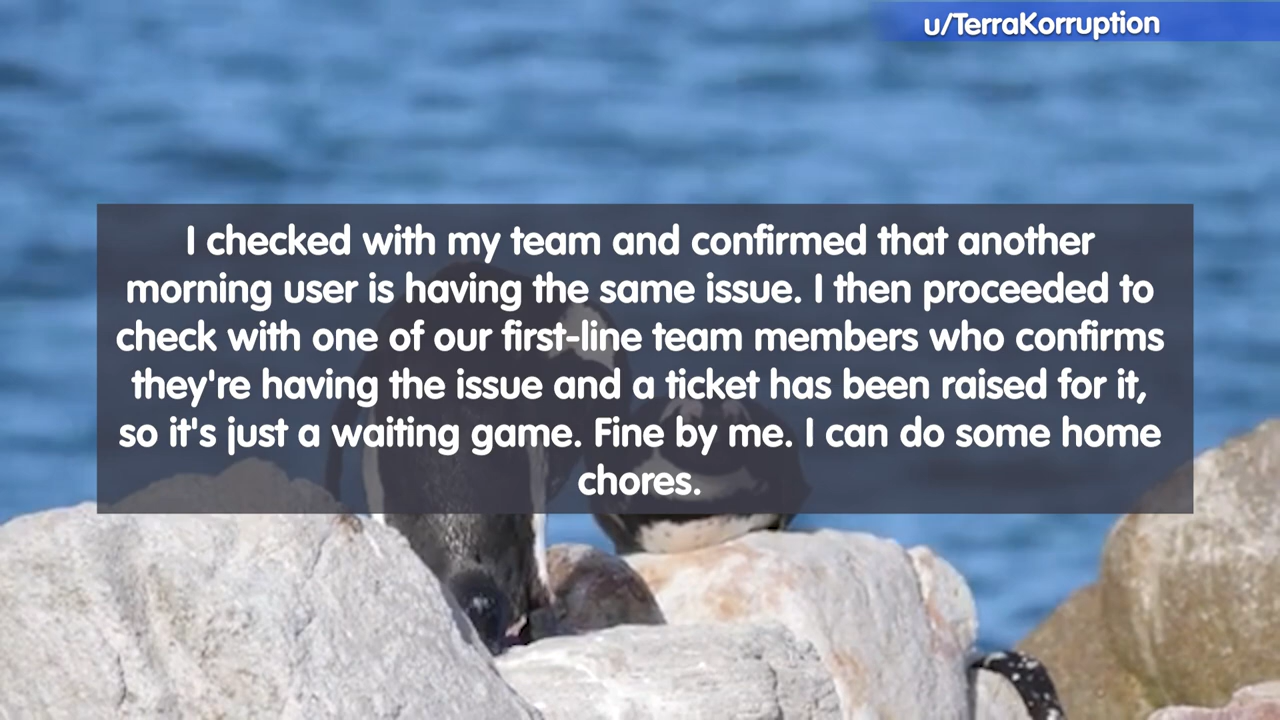 u/TerraKorruption
I checked with my team and confirmed that another
morning user is having the same issue. I then proceeded to
check with one of our first-line team members who confirms
they're having the issue and a ticket has been raised for it,
so it's just a waiting game. Fine by me. I can do some home
chores.